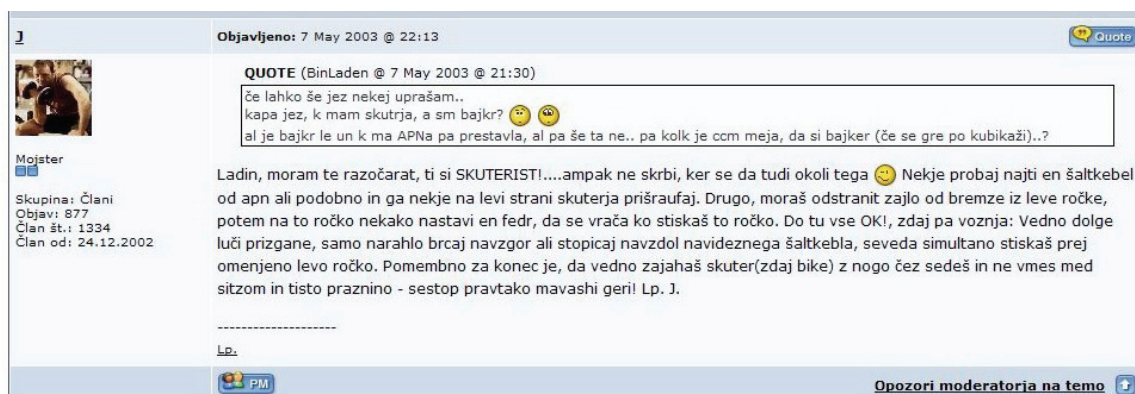 J
Objavljeno: 7 May 2003 @ 22:13
Quote
QUOTE (BinLaden @ 7 May 2003 @ 21:30)
če lahko še jez nekej uprašam..
kapa jez, k mam skutrja, a sm bajkr?
al je bajkr le un k ma APNa pa prestavla, al pa še ta ne.. pa kolk je ccm meja, da si bajker (če se gre po kubikaži)..?
Mojster
Skupina: Člani
Objav: 877
Član št.: 1334
Član od: 24.12.2002
Ladin, moram te razočarat, ti si SKUTERIST!....ampak ne skrbi, ker se da tudi okoli tega Nekje probaj najti en šaltkebel
od apn ali podobno in ga nekje na levi strani skuterja prišraufaj. Drugo, moraš odstranit zajlo od bremze iz leve ročke,
potem na to ročko nekako nastavi en fedr, da se vrača ko stiskaš to ročko. Do tu vse OK!, zdaj pa voznja: Vedno dolge
luči prizgane, samo narahlo brcaj navzgor ali stopicaj navzdol navideznega šaltkebla, seveda simultano stiskaš prej
omenjeno levo ročko. Pomembno za konec je, da vedno zajahaš skuter(zdaj bike) z nogo čez sedeš in ne vmes med
sitzom in tisto praznino - sestop pravtako mavashi geri! Lp. J.
--------------------
Lp.
PM
Opozori moderatorja na temo